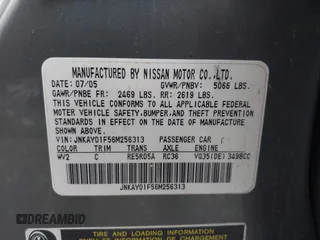 MANUFACTURED BY NISSAN MOTOR CO., LTD.
DATE: 07/05 GVWR/PNBV: 5068 LBS.
GAWR/PNBE FR: 2469 LBS. RR: 2619 LBS.
THIS VEHICLE CONFORMS TO ALL APPLICABLE
FEDERAL MOTOR VEHICLE SAFETY, BUMPER, AND THEFT PREVENTION
STANDARDS IN EFFECT ON THE DATE OF
MANUFACTURE SHOWN ABOVE.
VIN: JNKAY01F56M256313 PASSENGER CAR
COLOR TRIM TRANS AXLE ENGINE
WV2 C RE5R05A RC36 VQ35(DE) 3498CC
JNKAY01F56M256313
DREAMBID
TIRE AND LOADING INFORMATION